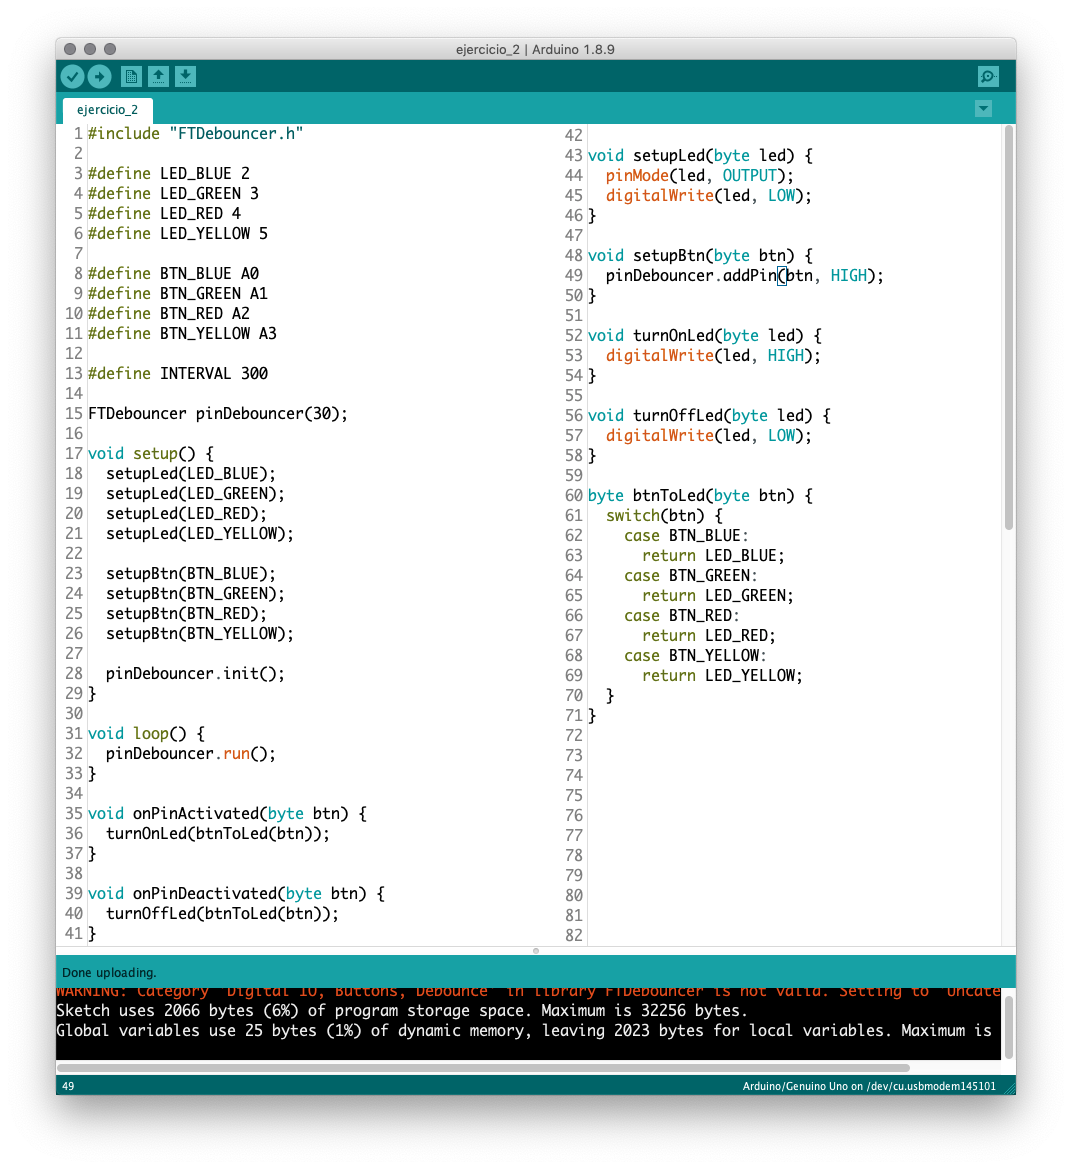 ejercicio_2 | Arduino 1.8.9
ejercicio_2
1 #include "FTDebouncer.h"
2
3 #define LED_BLUE 2
4 #define LED_GREEN 3
5 #define LED_RED 4
6 #define LED_YELLOW 5
7
8 #define BTN_BLUE A0
9 #define BTN_GREEN A1
10 #define BTN_RED A2
11 #define BTN_YELLOW A3
12
13 #define INTERVAL 300
14
15 FTDebouncer pinDebouncer(30);
16
17 void setup() {
18   setupLed(LED_BLUE);
19   setupLed(LED_GREEN);
20   setupLed(LED_RED);
21   setupLed(LED_YELLOW);
22
23   setupBtn(BTN_BLUE);
24   setupBtn(BTN_GREEN);
25   setupBtn(BTN_RED);
26   setupBtn(BTN_YELLOW);
27
28   pinDebouncer.init();
29 }
30
31 void loop() {
32   pinDebouncer.run();
33 }
34
35 void onPinActivated(byte btn) {
36   turnOnLed(btnToLed(btn));
37 }
38
39 void onPinDeactivated(byte btn) {
40   turnOffLed(btnToLed(btn));
41 }
42
43 void setupLed(byte led) {
44   pinMode(led, OUTPUT);
45   digitalWrite(led, LOW);
46 }
47
48 void setupBtn(byte btn) {
49   pinDebouncer.addPin(btn, HIGH);
50 }
51
52 void turnOnLed(byte led) {
53   digitalWrite(led, HIGH);
54 }
55
56 void turnOffLed(byte led) {
57   digitalWrite(led, LOW);
58 }
59
60 byte btnToLed(byte btn) {
61   switch(btn) {
62     case BTN_BLUE:
63       return LED_BLUE;
64     case BTN_GREEN:
65       return LED_GREEN;
66     case BTN_RED:
67       return LED_RED;
68     case BTN_YELLOW:
69       return LED_YELLOW;
70   }
71 }
72
73
74
75
76
77
78
79
80
81
82
Done uploading.
WARNING: Category 'Digital IO, Buttons, Debounce' in library FTDebouncer is not valid. Setting to 'Uncate
Sketch uses 2066 bytes (6%) of program storage space. Maximum is 32256 bytes.
Global variables use 25 bytes (1%) of dynamic memory, leaving 2023 bytes for local variables. Maximum is
49
Arduino/Genuino Uno on /dev/cu.usbmodem145101